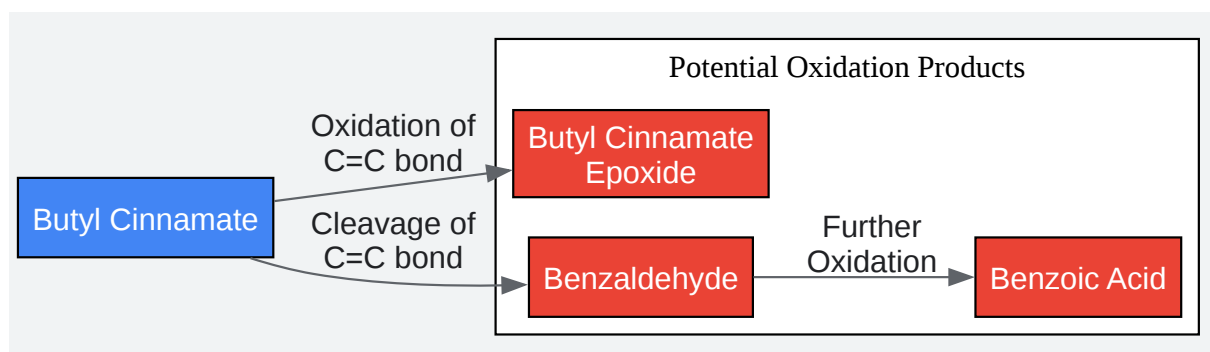 Potential Oxidation Products
Oxidation of
C=C bond
Butyl Cinnamate
Epoxide
Butyl Cinnamate
Cleavage of
C=C bond
Benzaldehyde
Further
Oxidation
Benzoic Acid